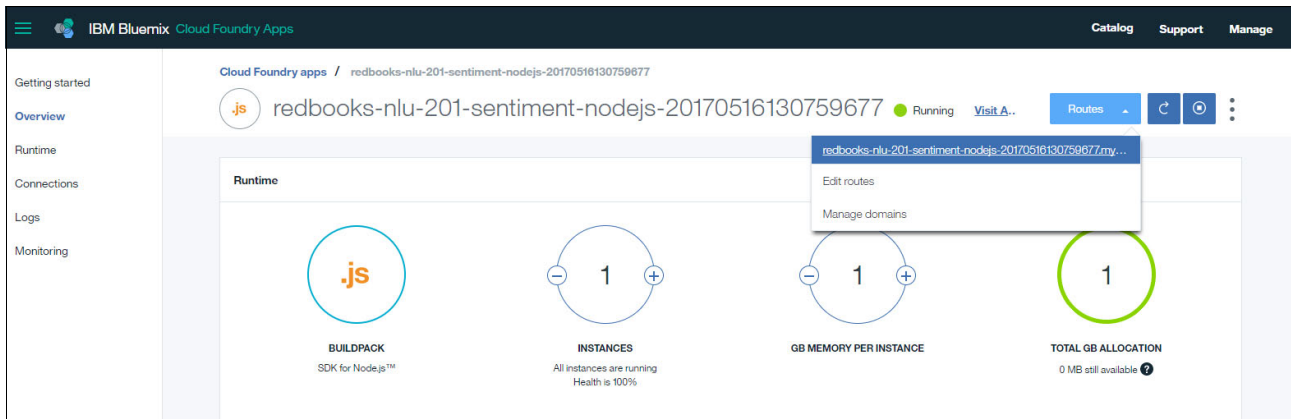 IBM Bluemix Cloud Foundry Apps
Catalog Support Manage
Getting started
Overview
Runtime
Connections
Logs
Monitoring
Cloud Foundry apps / redbooks-nlu-201-sentiment-nodejs-20170516130759677
.js redbooks-nlu-201-sentiment-nodejs-20170516130759677 Running Visit A.. Routes
redbooks-nlu-201-sentiment-nodejs-20170516130759677.my...
Edit routes
Manage domains
Runtime
.js
BUILDPACK
SDK for Node.js™
1
INSTANCES
All instances are running
Health is 100%
1
GB MEMORY PER INSTANCE
1
TOTAL GB ALLOCATION
0 MB still available ?